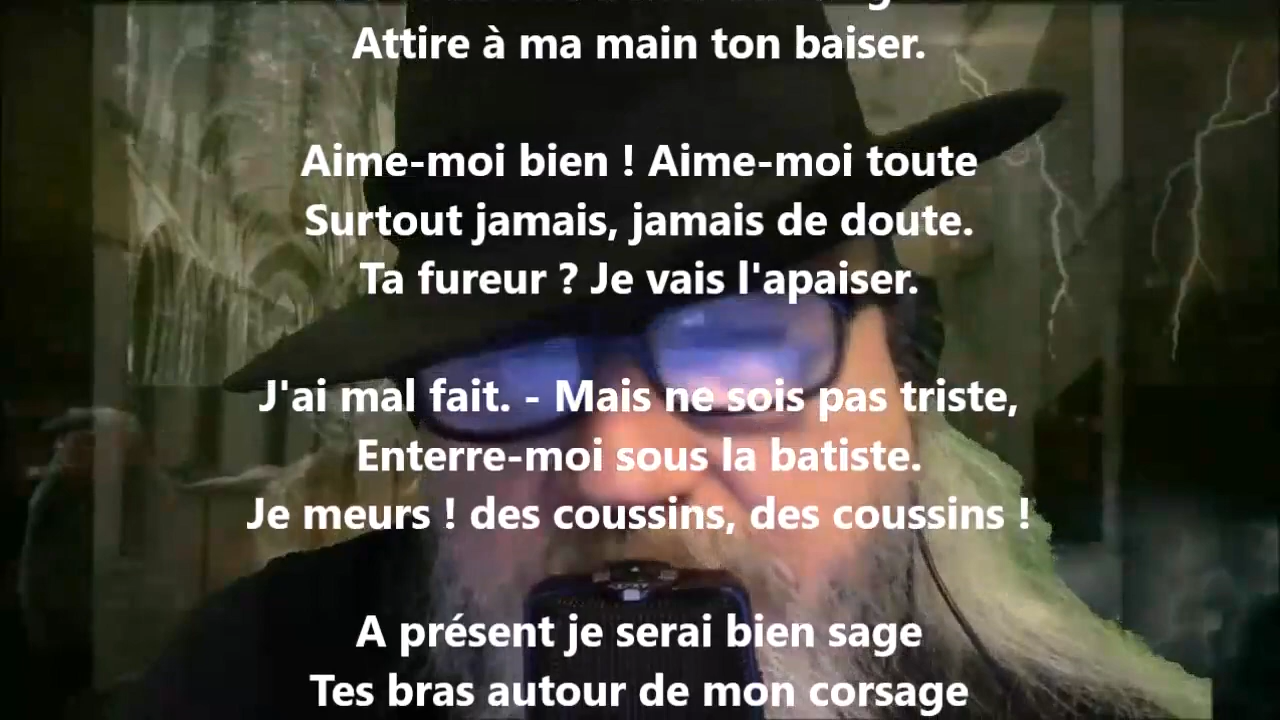 Attire à ma main ton baiser.
Aime-moi bien ! Aime-moi toute
Surtout jamais, jamais de doute.
Ta fureur ? Je vais l'apaiser.
J'ai mal fait. - Mais ne sois pas triste,
Enterre-moi sous la batiste.
Je meurs ! des coussins, des coussins !
A présent je serai bien sage
Tes bras autour de mon corsage